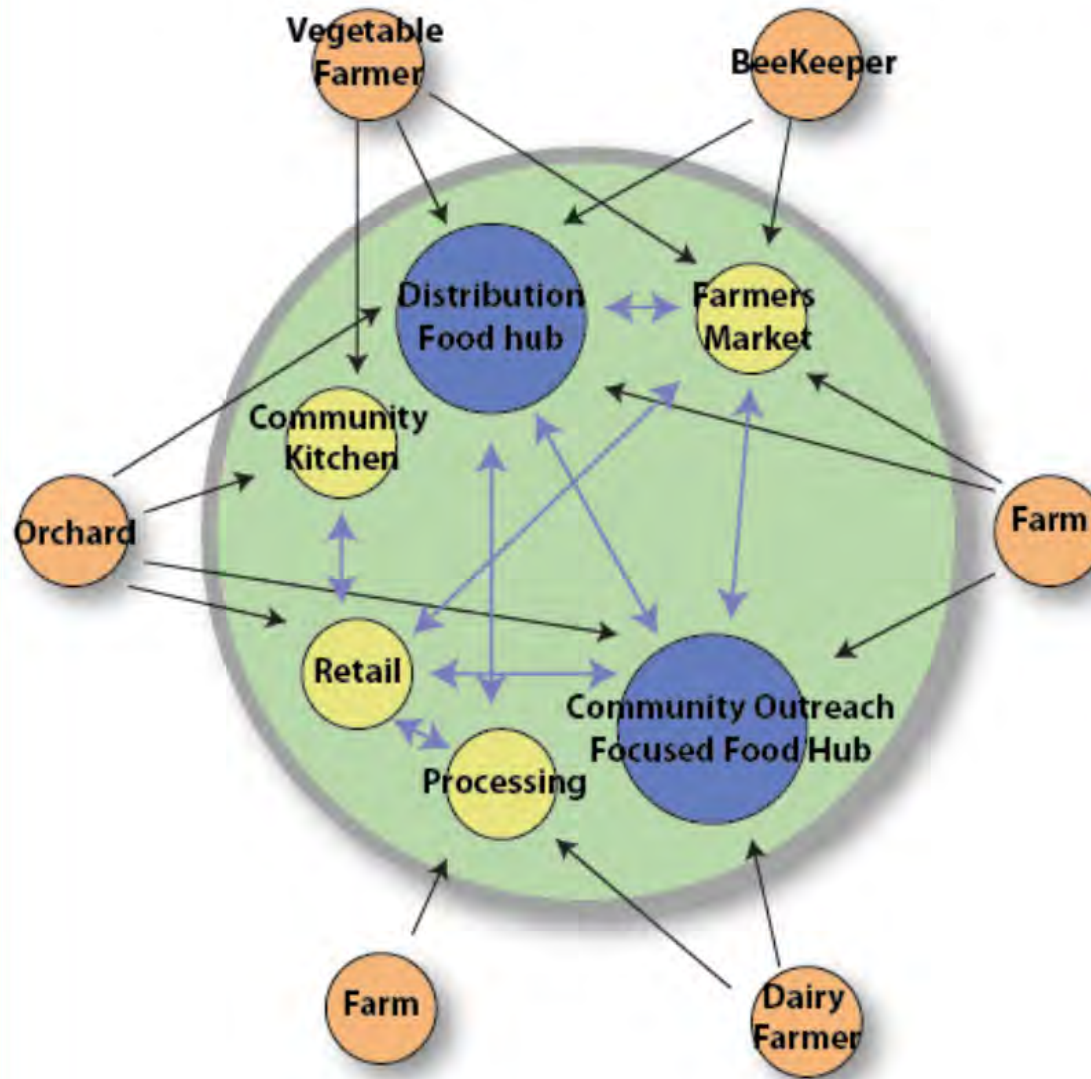 Vegetable
Farmer
BeeKeeper
Distribution
Food hub
Farmers
Market
Community
Kitchen
Orchard
Farm
Retail
Community Outreach
Focused Food Hub
Processing
Farm
Dairy
Farmer